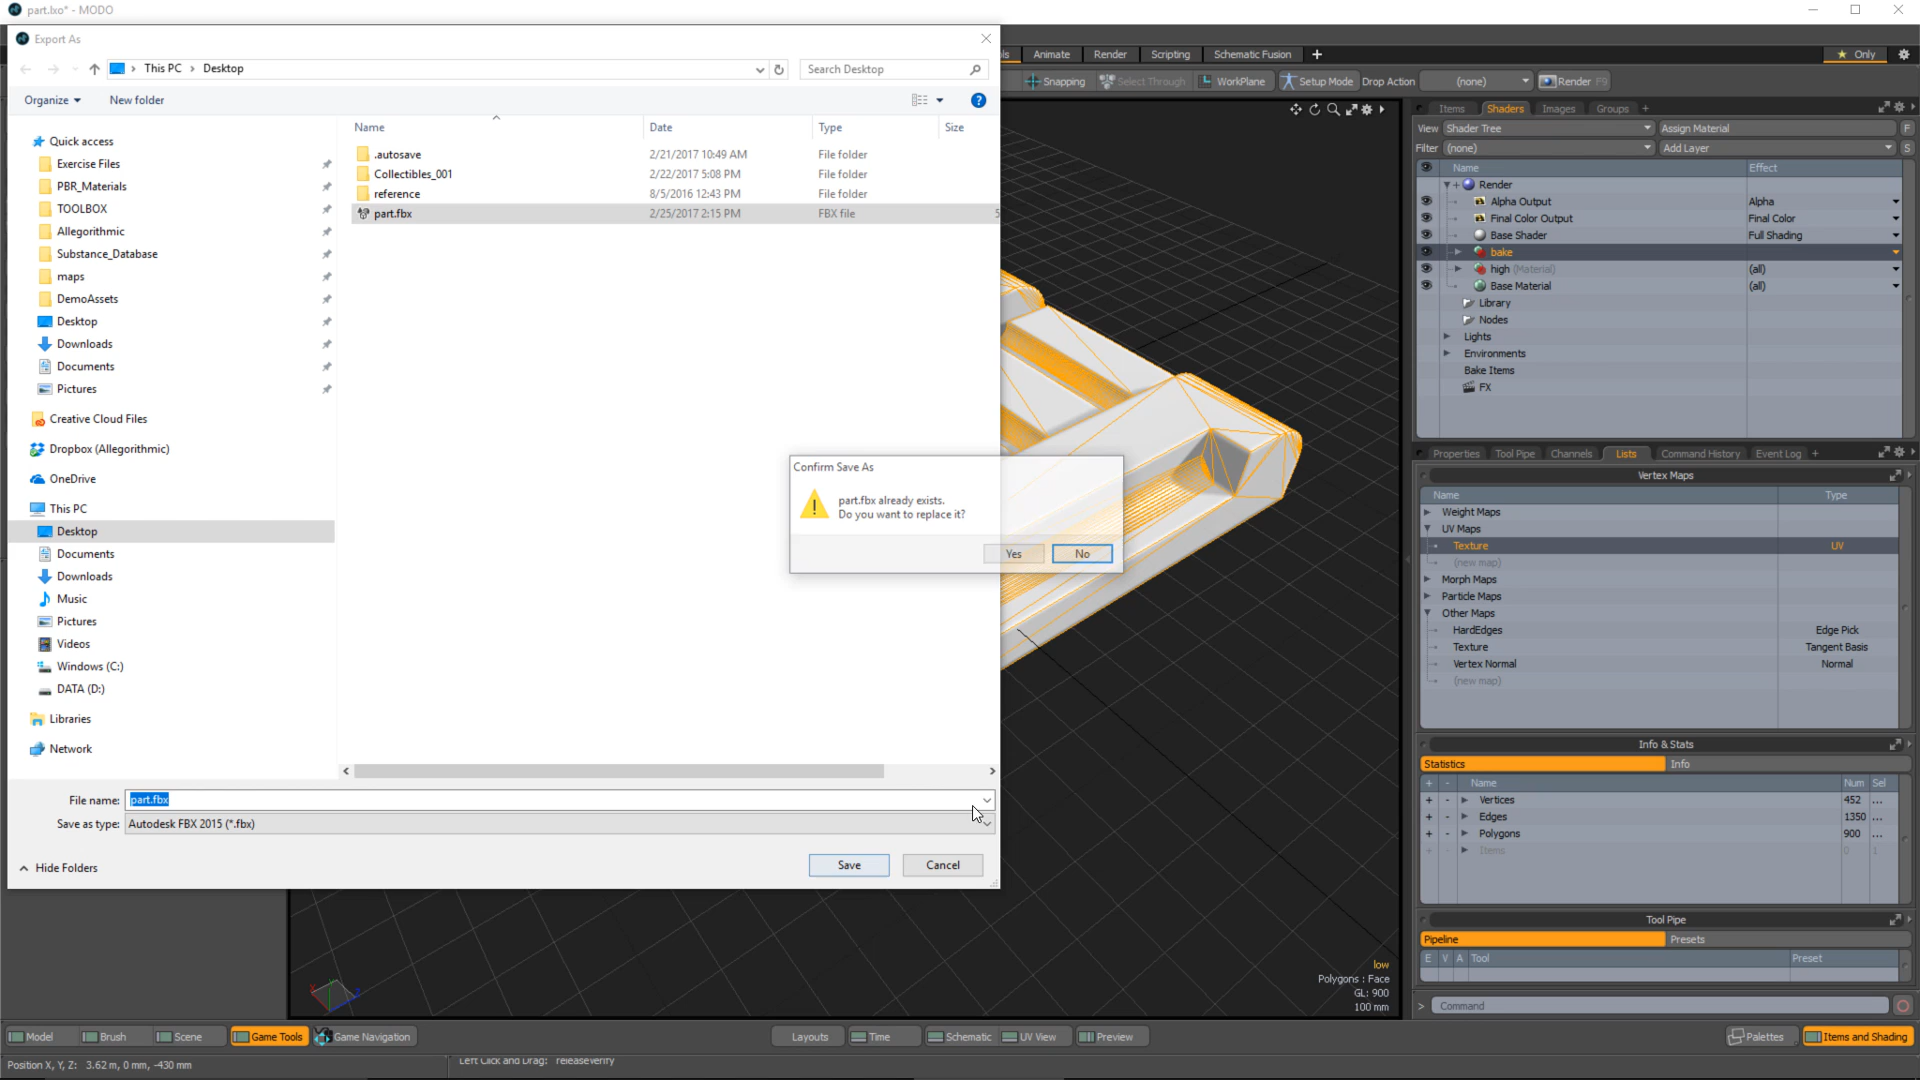 part.lxo* - MODO
Export As
This PC > Desktop
Search Desktop
Organize
New folder
Name
Date
Type
Size
.autosave 2/21/2017 10:49 AM File folder
Collectibles_001 2/22/2017 5:08 PM File folder
reference 8/5/2016 12:43 PM File folder
part.fbx 2/25/2017 2:15 PM FBX file
Quick access
Exercise Files
PBR_Materials
TOOLBOX
Allegorithmic
Substance_Database
maps
DemoAssets
Desktop
Downloads
Documents
Pictures
Creative Cloud Files
Dropbox (Allegorithmic)
OneDrive
This PC
Desktop
Documents
Downloads
Music
Pictures
Videos
Windows (C:)
DATA (D:)
Libraries
Network
File name: part.fbx
Save as type: Autodesk FBX 2015 (*.fbx)
Hide Folders
Save
Cancel
Confirm Save As
part.fbx already exists.
Do you want to replace it?
Yes
No
Animate
Render
Scripting
Schematic Fusion
+
Only
Snapping
Select Through
WorkPlane
Setup Mode
Drop Action
(none)
Render F9
Items
Shaders
Images
Groups
+
View Shader Tree
Assign Material
F
Filter (none)
Add Layer
S
Name
Effect
Render
Alpha Output Alpha
Final Color Output Final Color
Base Shader Full Shading
bake
high (Material) (all)
Base Material (all)
Library
Nodes
Lights
Environments
Bake Items
FX
Properties
Tool Pipe
Channels
Lists
Command History
Event Log
+
Vertex Maps
Name
Type
Weight Maps
UV Maps
Texture UV
(new map)
Morph Maps
Particle Maps
Other Maps
HardEdges Edge Pick
Texture Tangent Basis
Vertex Normal Normal
(new map)
Info & Stats
Statistics
Info
+ - Name Num Sel
+ - Vertices 452 ...
+ - Edges 1350 ...
+ - Polygons 900 ...
+ - Items 0 1
Tool Pipe
Pipeline
Presets
E V A Tool Preset
> Command
low
Polygons : Face
GL: 900
100 mm
Model
Brush
Scene
Game Tools
Game Navigation
Layouts
Time
Schematic
UV View
Preview
Palettes
Items and Shading
Position X, Y, Z: 3.62 m, 0 mm, -430 mm
Left Click and Drag: releaseVerify